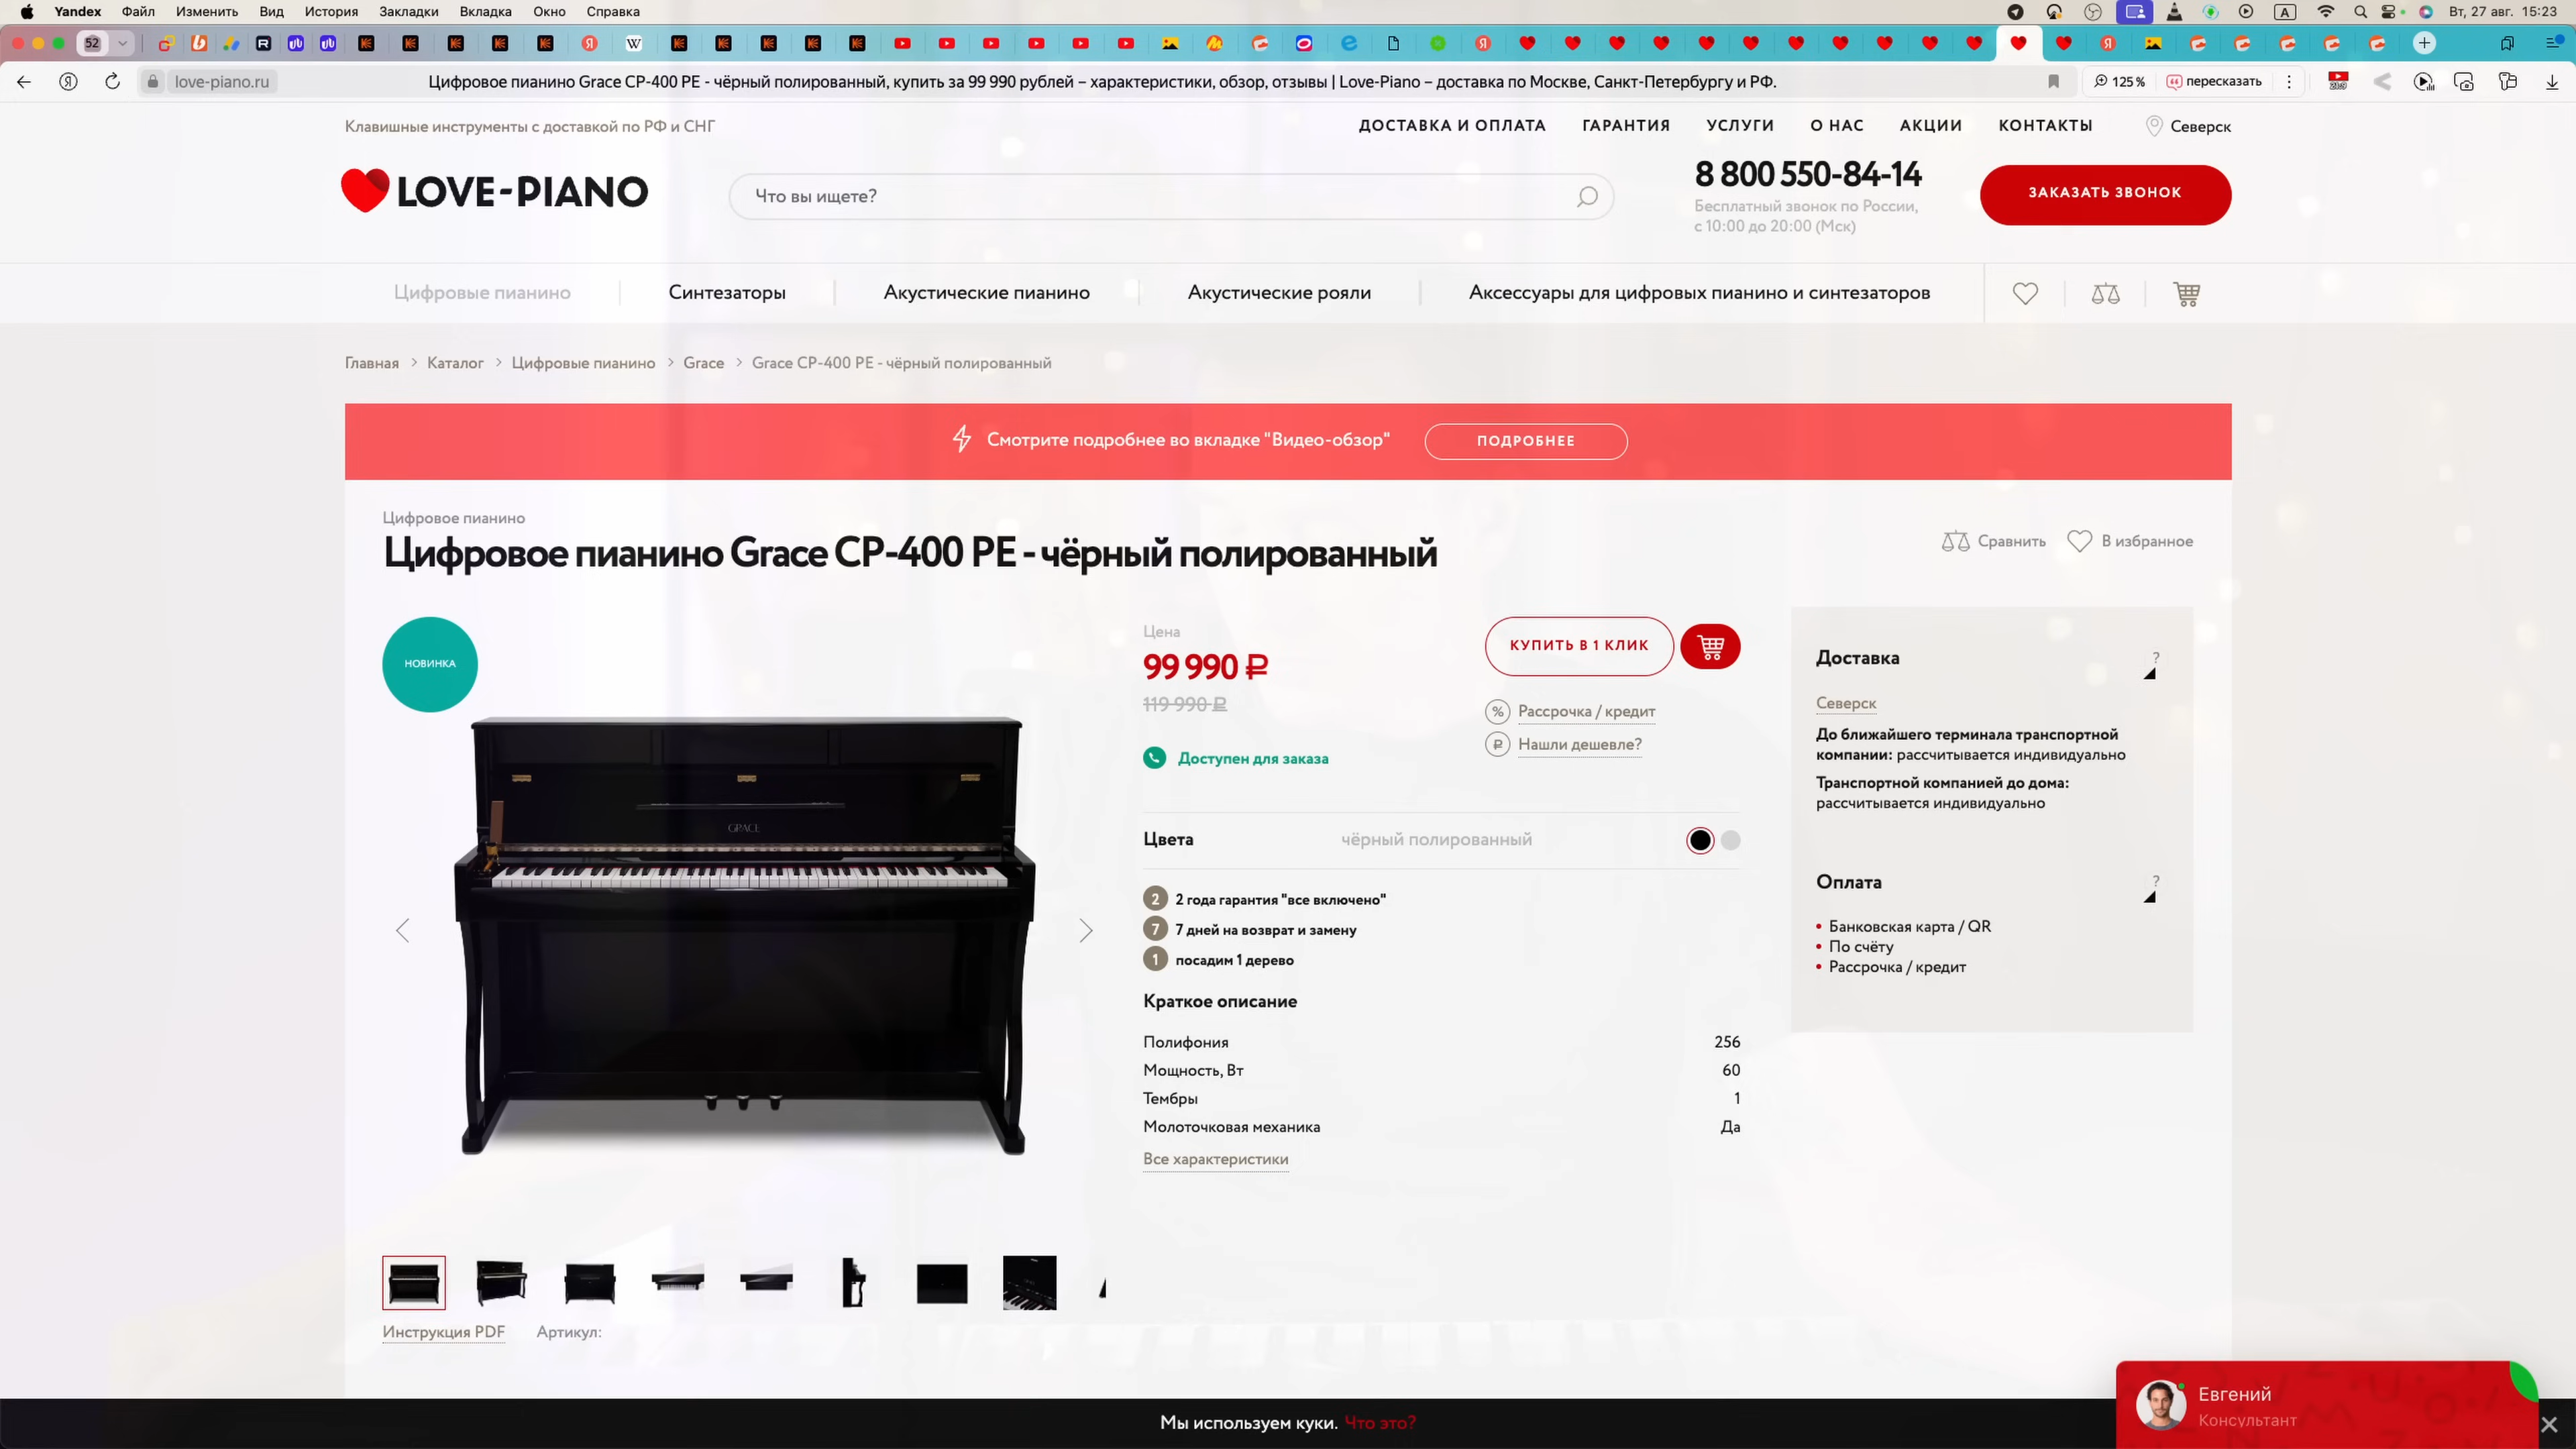 Yandex Файл Изменить Вид История Закладки Вкладка Окно Справка
A
Вт, 27 авг. 15:23
52
love-piano.ru
Цифровое пианино Grace CP-400 PE - чёрный полированный, купить за 99 990 рублей – характеристики, обзор, отзывы | Love-Piano – доставка по Москве, Санкт-Петербургу и РФ.
125 %
пересказать
Клавишные инструменты с доставкой по РФ и СНГ
ДОСТАВКА И ОПЛАТА ГАРАНТИЯ УСЛУГИ О НАС АКЦИИ КОНТАКТЫ
Северск
LOVE-PIANO
Что вы ищете?
8 800 550-84-14
Бесплатный звонок по России,
с 10:00 до 20:00 (Мск)
ЗАКАЗАТЬ ЗВОНОК
Цифровые пианино Синтезаторы Акустические пианино Акустические рояли Аксессуары для цифровых пианино и синтезаторов
Главная > Каталог > Цифровые пианино > Grace > Grace CP-400 PE - чёрный полированный
Смотрите подробнее во вкладке "Видео-обзор"
ПОДРОБНЕЕ
Цифровое пианино
Цифровое пианино Grace CP-400 PE - чёрный полированный
Сравнить
В избранное
НОВИНКА
GRACE
Цена
99 990 ₽
119 990 ₽
КУПИТЬ В 1 КЛИК
% Рассрочка / кредит
₽ Нашли дешевле?
Доступен для заказа
Цвета чёрный полированный
2 2 года гарантия "все включено"
7 7 дней на возврат и замену
1 посадим 1 дерево
Краткое описание
Полифония 256
Мощность, Вт 60
Тембры 1
Молоточковая механика Да
Все характеристики
Доставка ?
Северск
До ближайшего терминала транспортной
компании: рассчитывается индивидуально
Транспортной компанией до дома:
рассчитывается индивидуально
Оплата ?
• Банковская карта / QR
• По счёту
• Рассрочка / кредит
Инструкция PDF Артикул:
Мы используем куки. Что это?
Евгений
Консультант